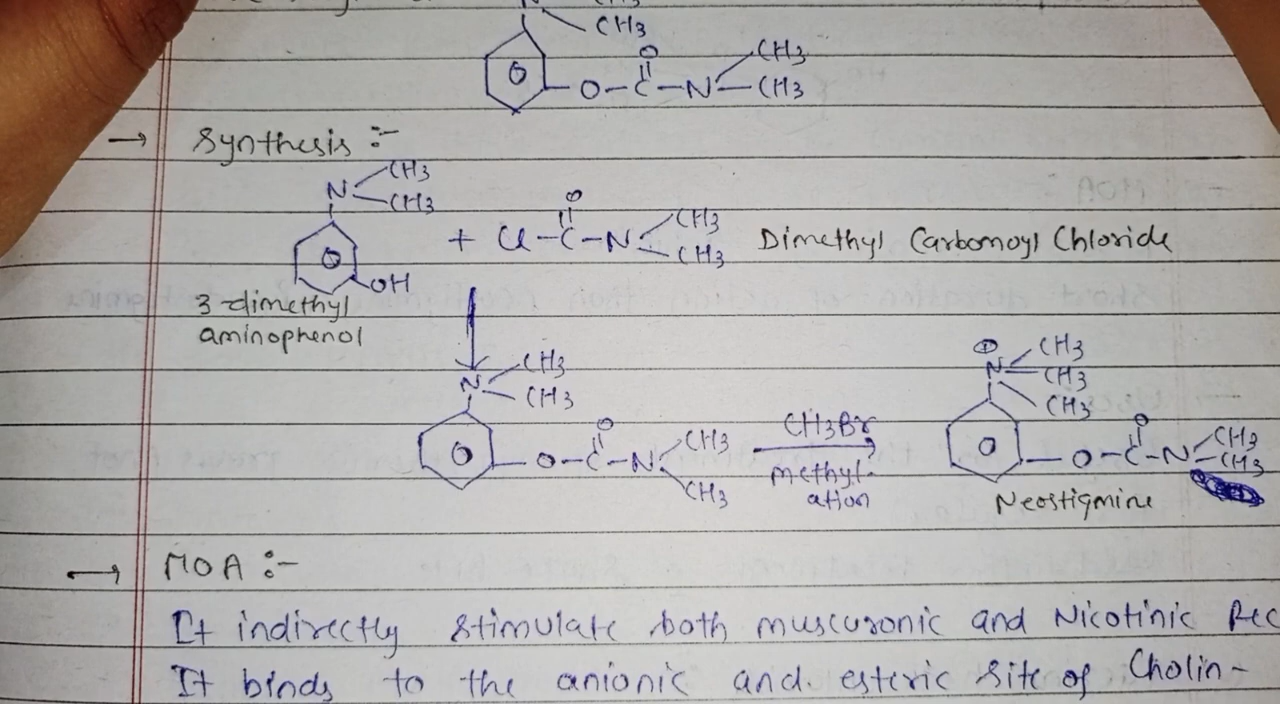 N CH3
CH3
O
CH3
O-C-N-CH3
→ Synthesis :-
N CH3
CH3
O
+ Cl-C-N CH3
CH3 Dimethyl Carbomoyl Chloride
OH
3-dimethyl
aminophenol
N CH3
CH3
O
O-C-N CH3
CH3
CH3Br
methyl-
ation
⊕
N CH3
CH3
CH3
O
O-C-N CH3
CH3
Neostigmine
→ MOA :-
It indirectly stimulate both muscuronic and Nicotinic Rec
It binds to the anionic and esteric site of Cholin-